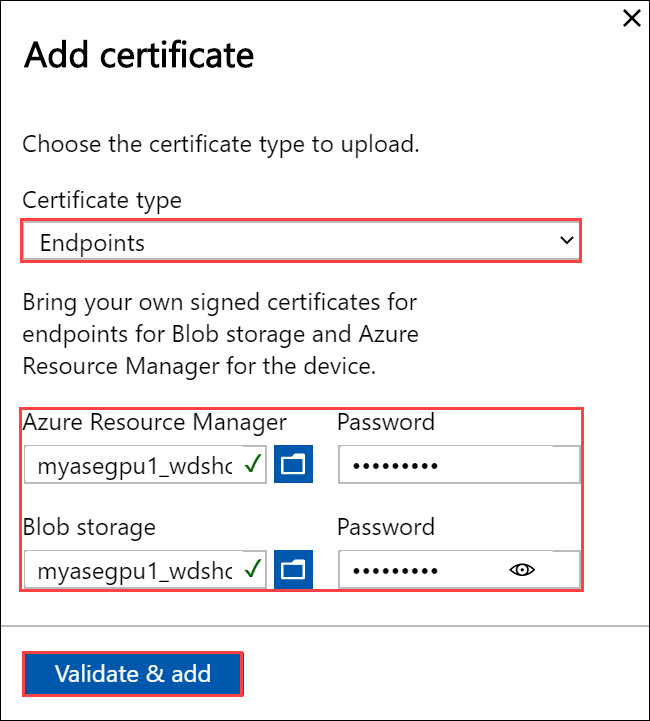 Add certificate
Choose the certificate type to upload.
Certificate type
Endpoints
Bring your own signed certificates for
endpoints for Blob storage and Azure
Resource Manager for the device.
Azure Resource Manager Password
myasegpu1_wdshc •••••••••
Blob storage Password
myasegpu1_wdshc •••••••••
Validate & add